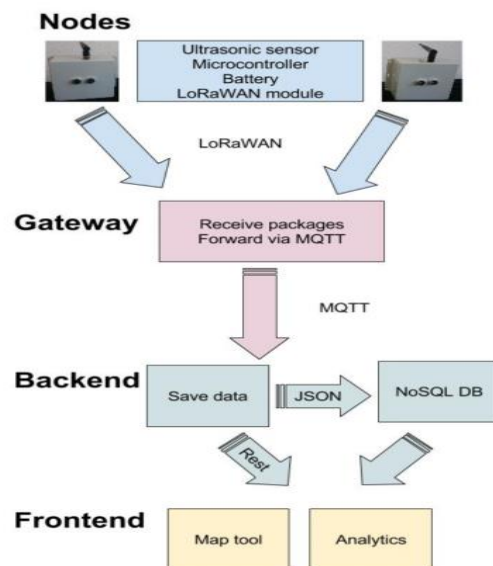 Nodes
Ultrasonic sensor
Microcontroller
Battery
LoRaWAN module
LoRaWAN
Gateway
Receive packages
Forward via MQTT
MQTT
Backend
Save data
JSON
NoSQL DB
Rest
Frontend
Map tool
Analytics